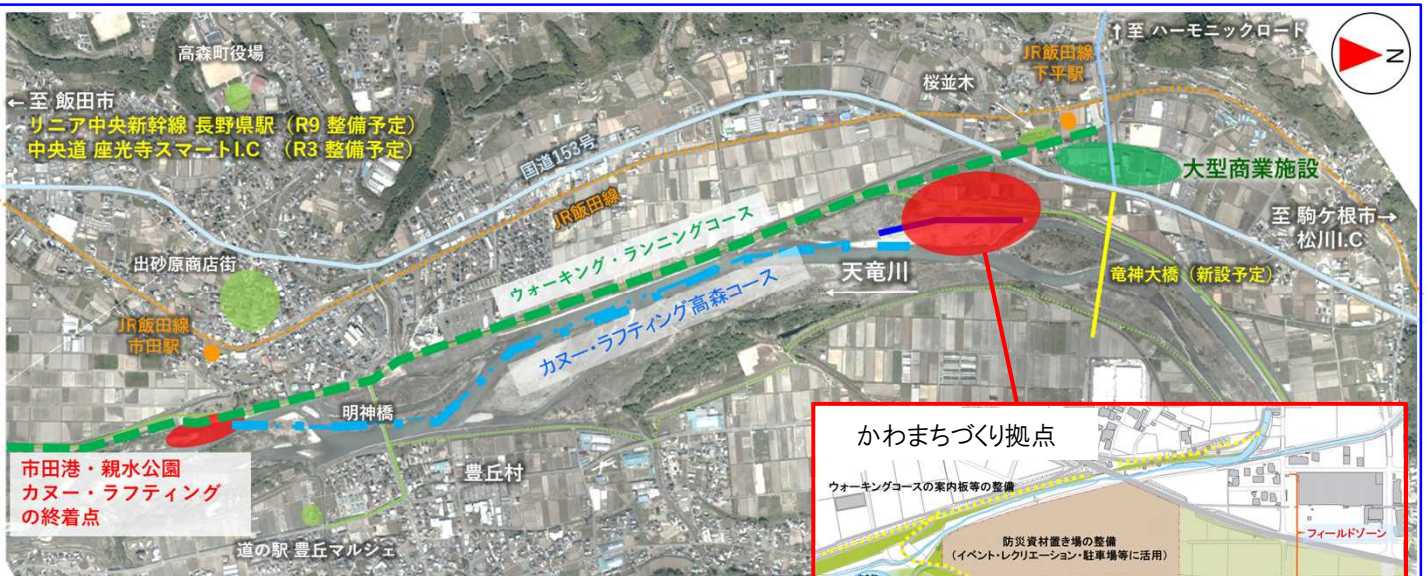 高森町役場
←至 飯田市
リニア中央新幹線 長野県駅（R9 整備予定）
中央道 座光寺スマートI.C （R3 整備予定）
国道153号
JR飯田線
桜並木
JR飯田線
下平駅
↑至 ハーモニックロード
N
大型商業施設
至 駒ケ根市→
松川I.C
出砂原商店街
JR飯田線
市田駅
ウォーキング・ランニングコース
カヌー・ラフティング高森コース
天竜川
竜神大橋（新設予定）
明神橋
豊丘村
道の駅 豊丘マルシェ
市田港・親水公園
カヌー・ラフティング
の終着点
かわまちづくり拠点
ウォーキングコースの案内板等の整備
防災資材置き場の整備
（イベント・レクリエーション・駐車場等に活用）
フィールドゾーン